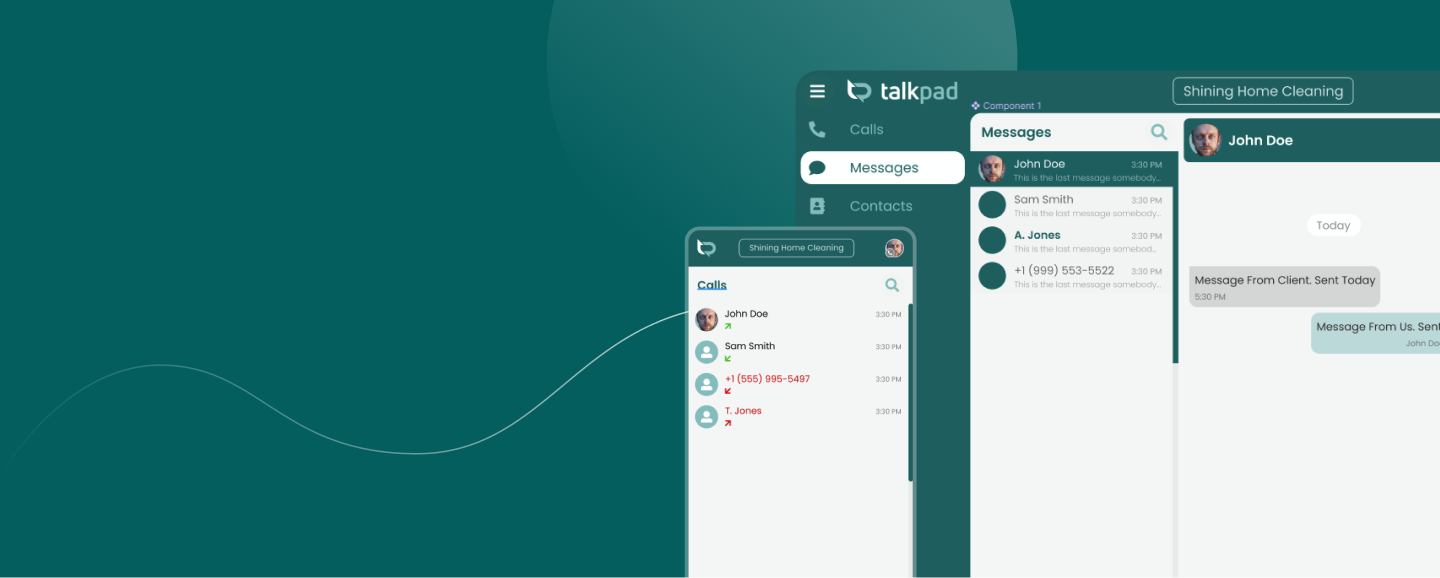 talkpad
Shining Home Cleaning
Component 1
Calls
Messages
Contacts
Messages
John Doe 3:30 PM
This is the last message somebody...
Sam Smith 3:30 PM
This is the last message somebody...
A. Jones 3:30 PM
This is the last message somebod...
+1 (999) 553-5522 3:30 PM
This is the last message somebody...
John Doe
Today
Message From Client. Sent Today
5:30 PM
Message From Us. Sent
John Do
Shining Home Cleaning
Calls
John Doe 3:30 PM
Sam Smith 3:30 PM
+1 (555) 995-5497 3:30 PM
T. Jones 3:30 PM